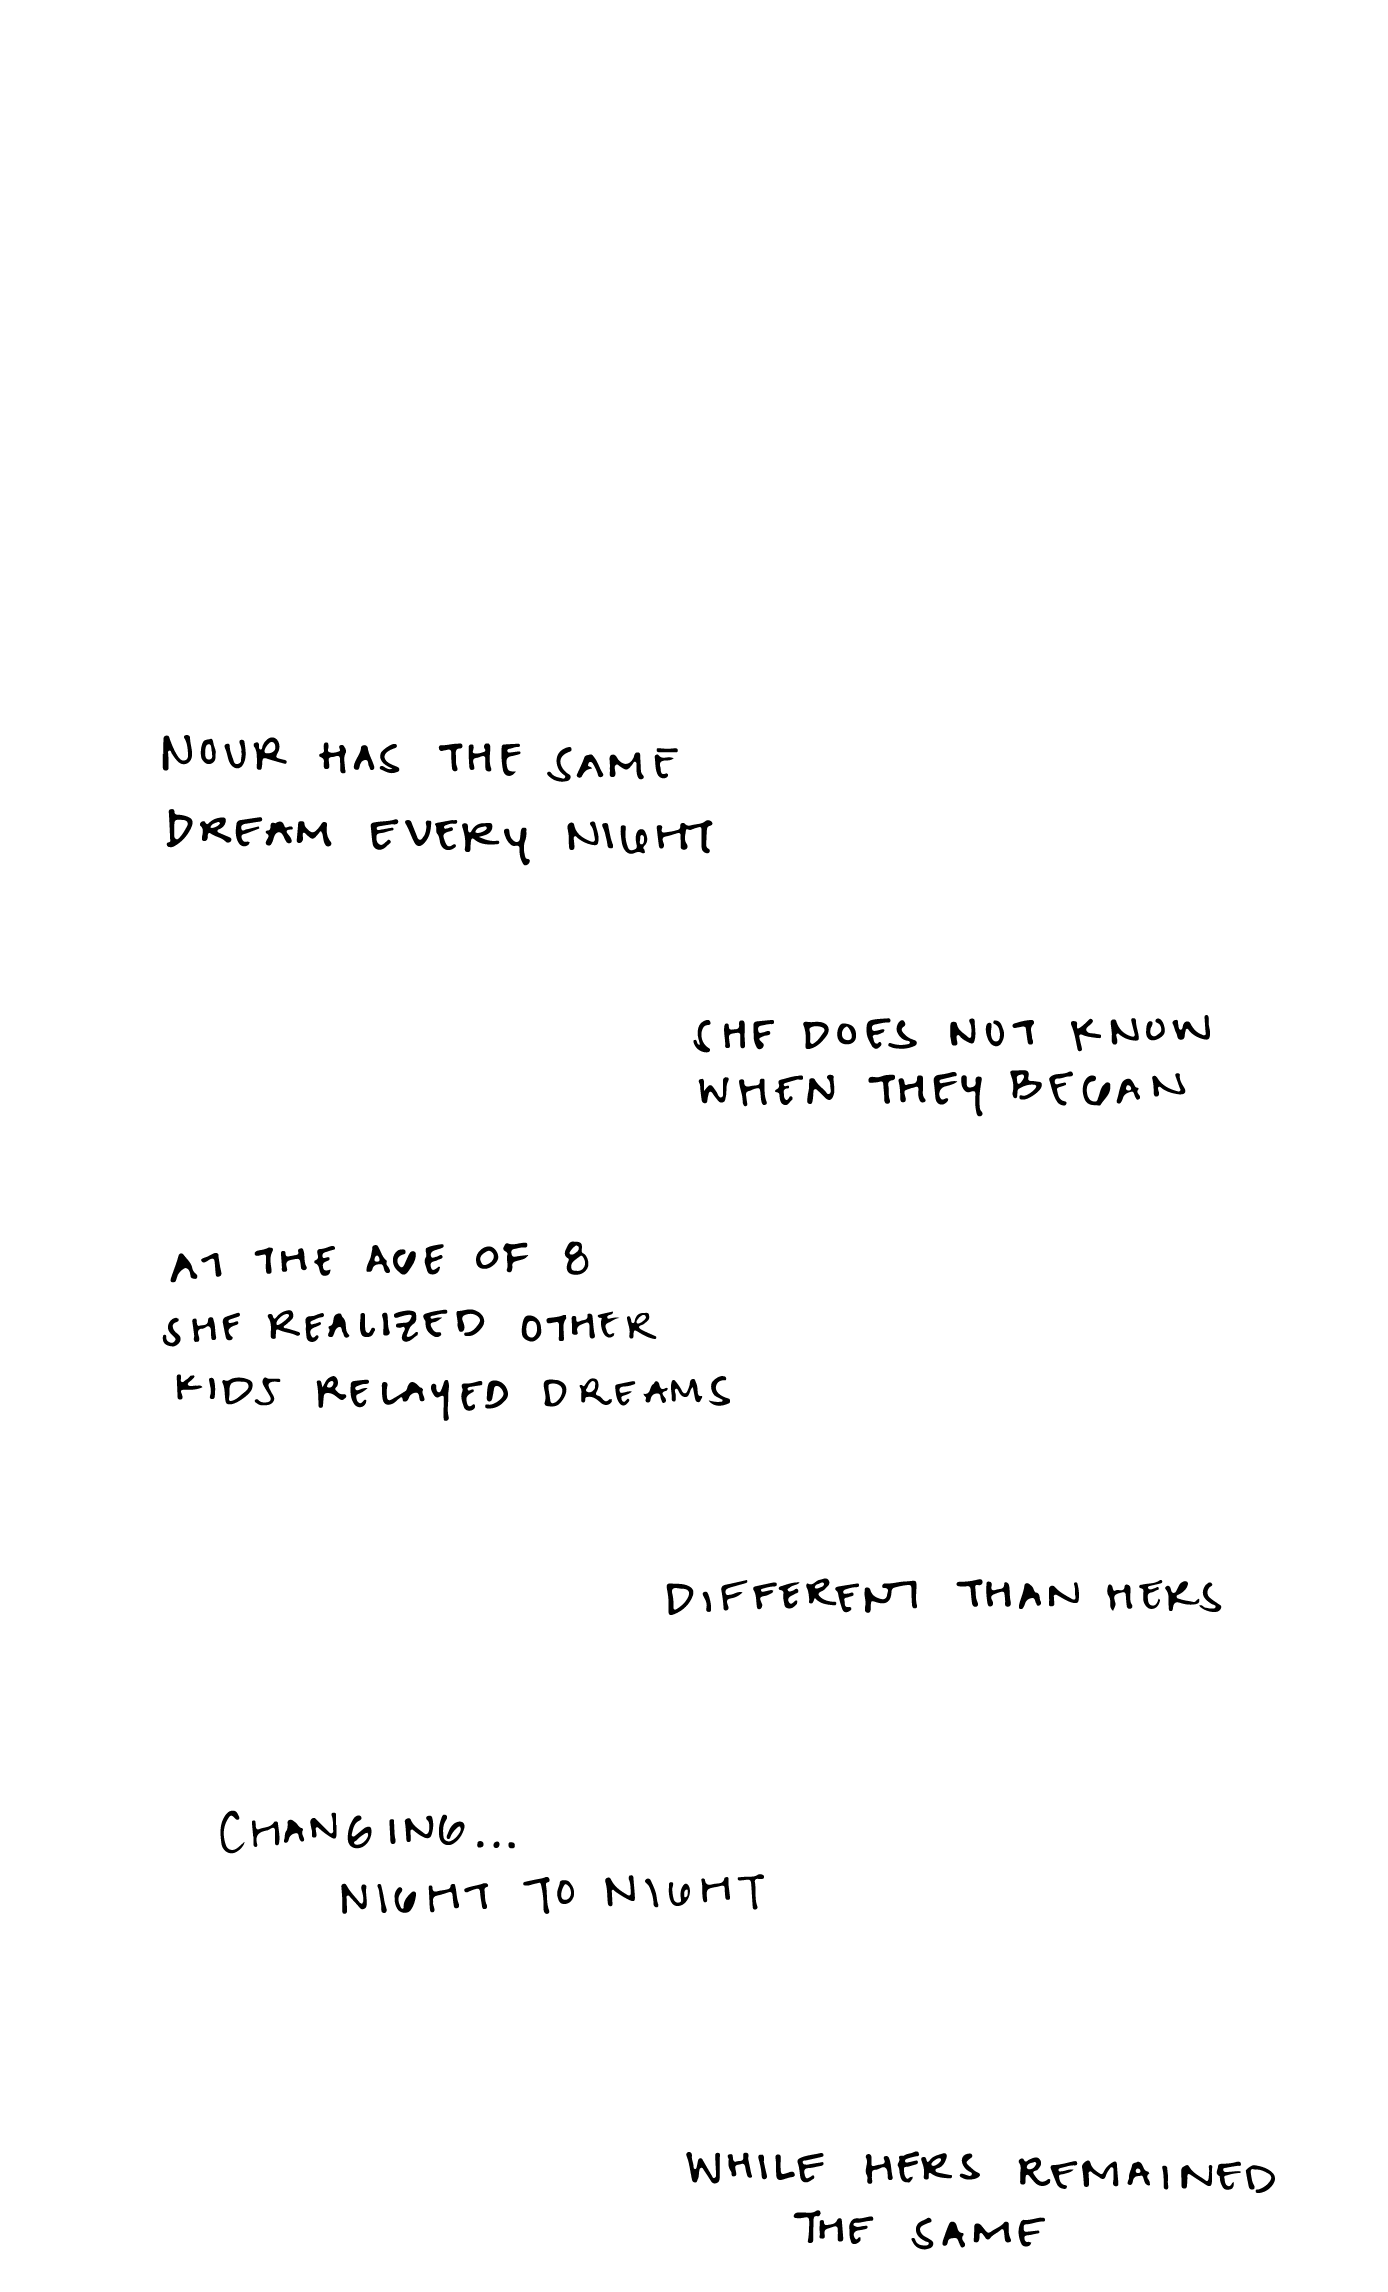 NOUR HAS THE SAME
DREAM EVERY NIGHT
SHE DOES NOT KNOW
WHEN THEY BEGAN
AT THE AGE OF 8
SHE REALIZED OTHER
KIDS RELAYED DREAMS
DIFFERENT THAN HERS
CHANGING...
NIGHT TO NIGHT
WHILE HERS REMAINED
THE SAME